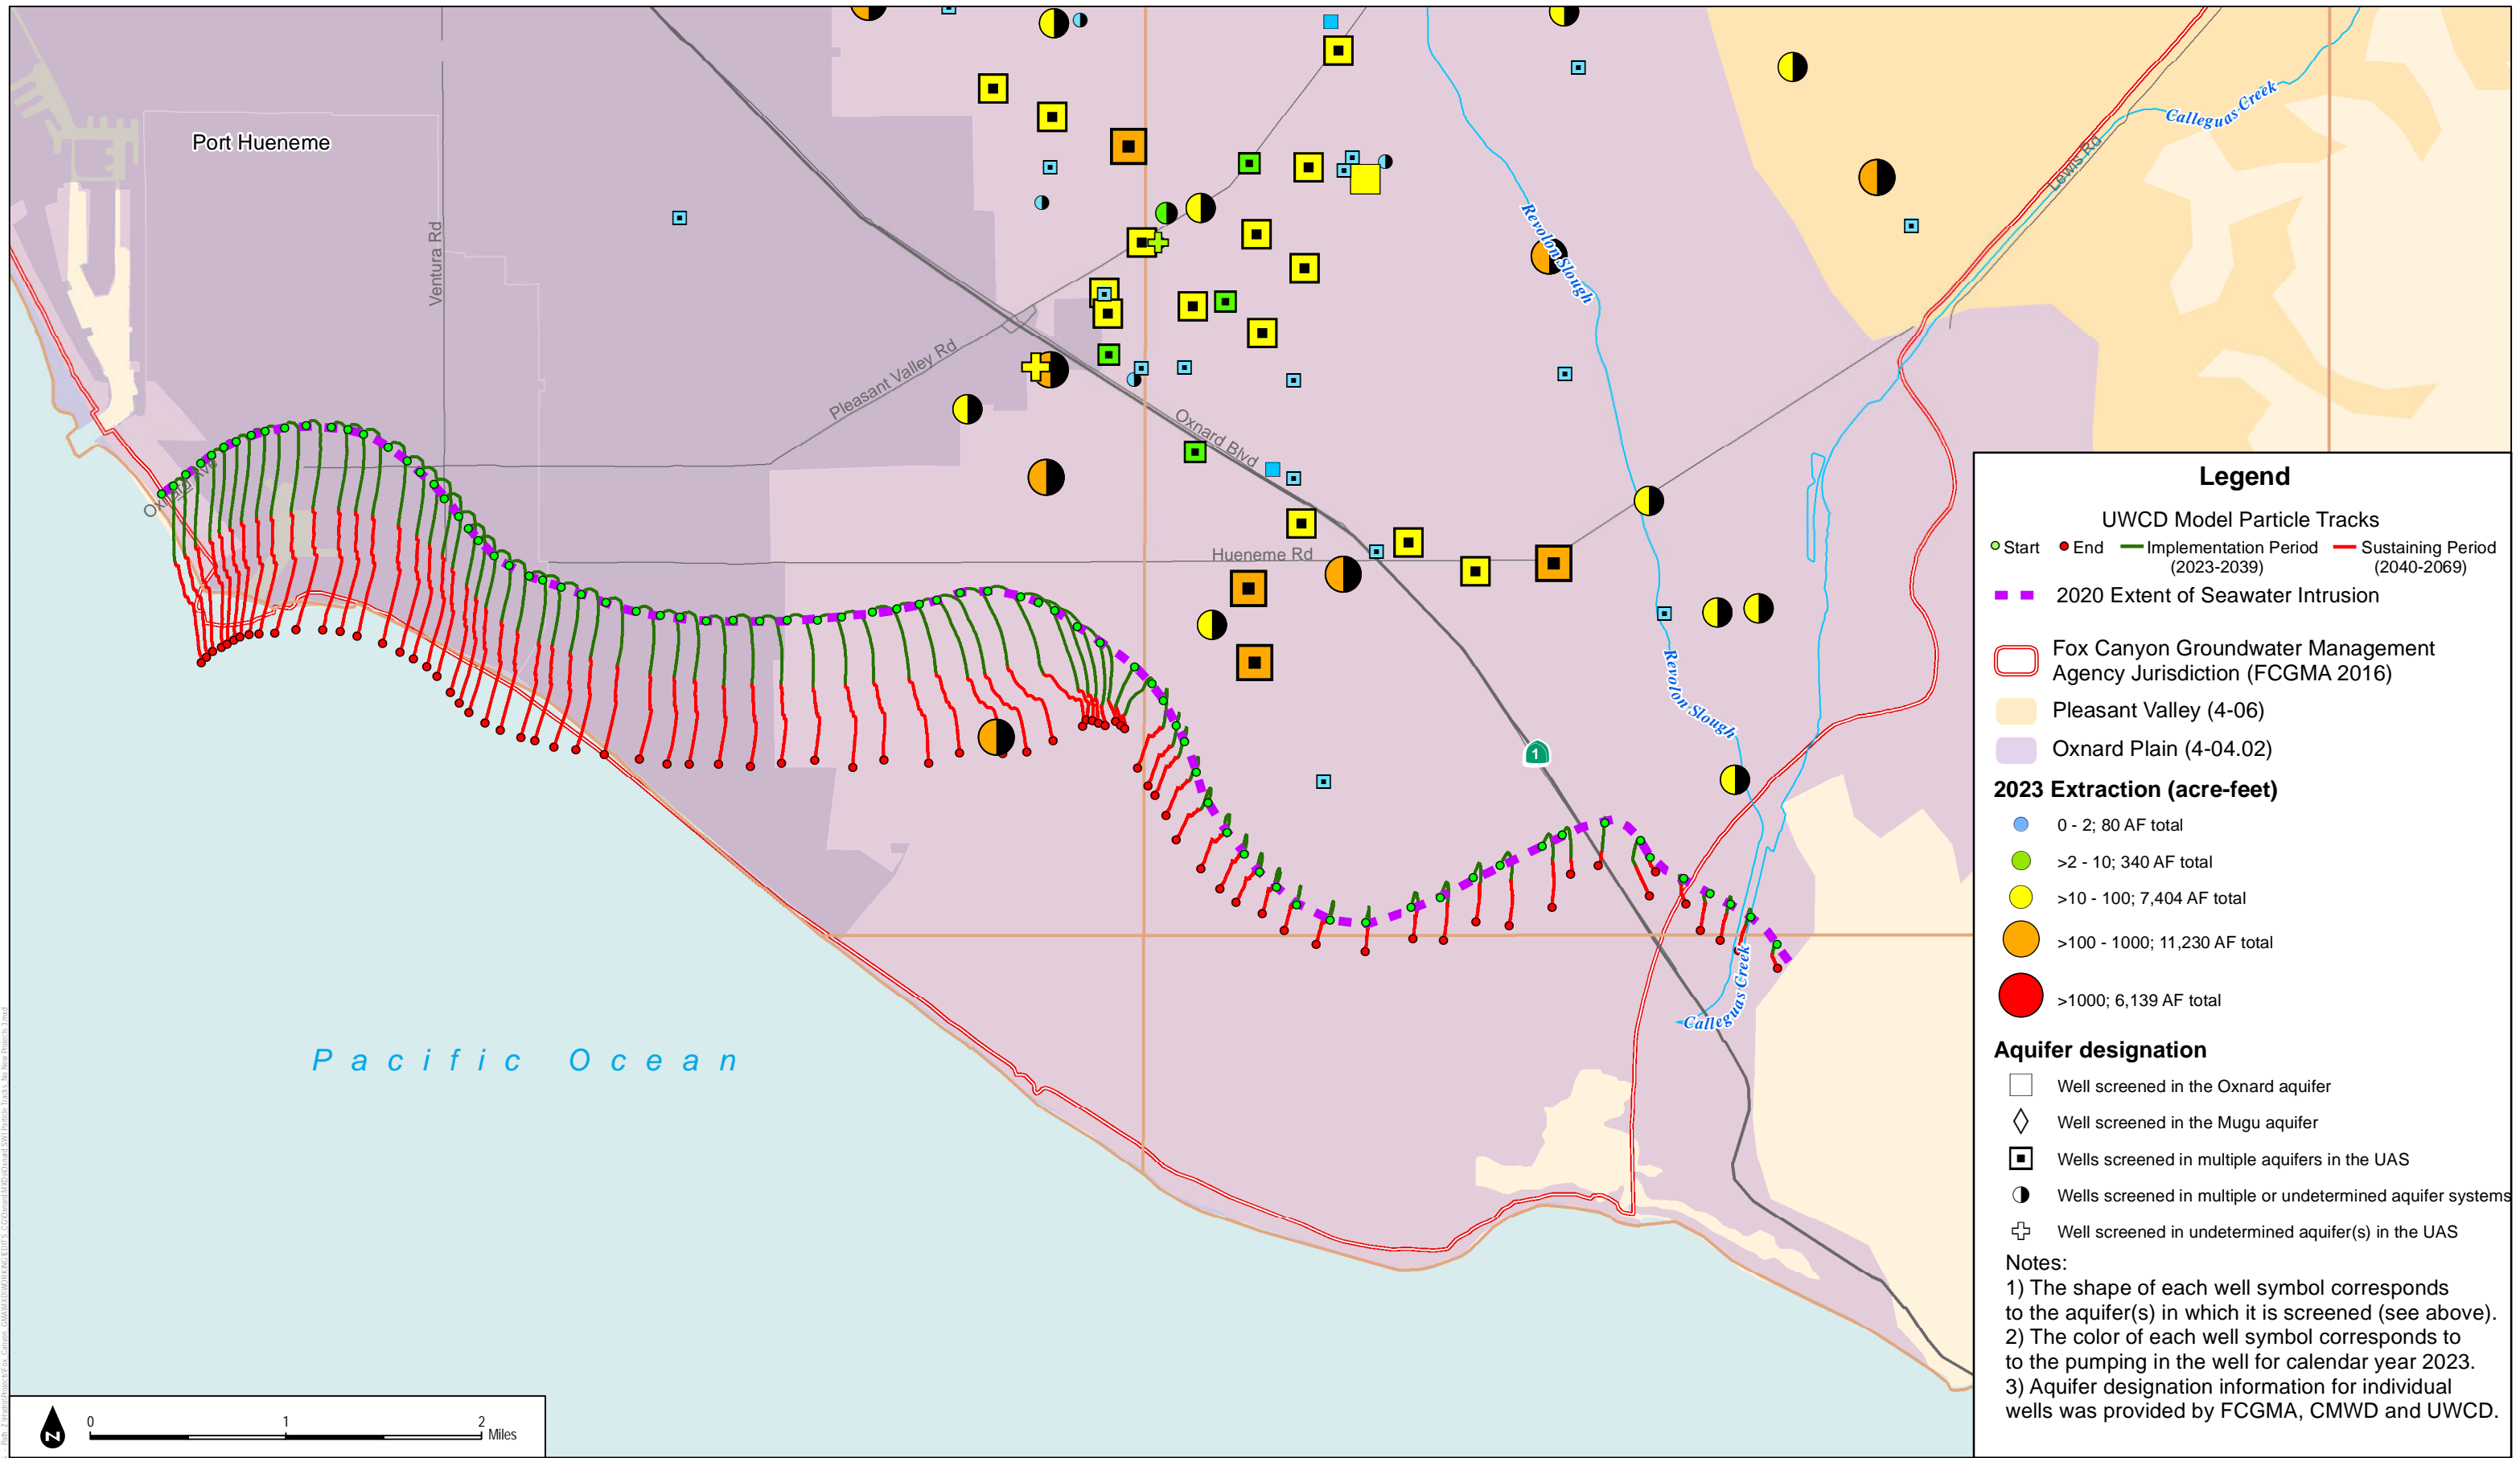 Port Hueneme
Ventura Rd
Pleasant Valley Rd
Oxnard Blvd
Hueneme Rd
Oxnard Ave
Revolon Slough
Revolon Slough
Calleguas Creek
Calleguas Creek
Lewis Rd
1
Pacific Ocean
N
0 1 2
Miles
Legend
UWCD Model Particle Tracks
Start End Implementation Period Sustaining Period
(2023-2039) (2040-2069)
2020 Extent of Seawater Intrusion
Fox Canyon Groundwater Management
Agency Jurisdiction (FCGMA 2016)
Pleasant Valley (4-06)
Oxnard Plain (4-04.02)
2023 Extraction (acre-feet)
0 - 2; 80 AF total
>2 - 10; 340 AF total
>10 - 100; 7,404 AF total
>100 - 1000; 11,230 AF total
>1000; 6,139 AF total
Aquifer designation
Well screened in the Oxnard aquifer
Well screened in the Mugu aquifer
Wells screened in multiple aquifers in the UAS
Wells screened in multiple or undetermined aquifer systems
Well screened in undetermined aquifer(s) in the UAS
Notes:
1) The shape of each well symbol corresponds
to the aquifer(s) in which it is screened (see above).
2) The color of each well symbol corresponds to
to the pumping in the well for calendar year 2023.
3) Aquifer designation information for individual
wells was provided by FCGMA, CMWD and UWCD.